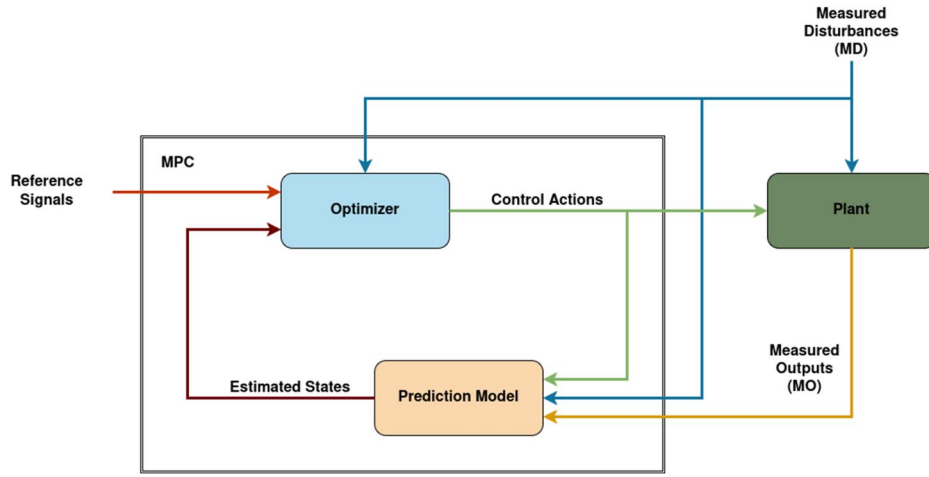 Measured
Disturbances
(MD)
MPC
Reference
Signals
Optimizer
Control Actions
Plant
Measured
Outputs
(MO)
Estimated States
Prediction Model